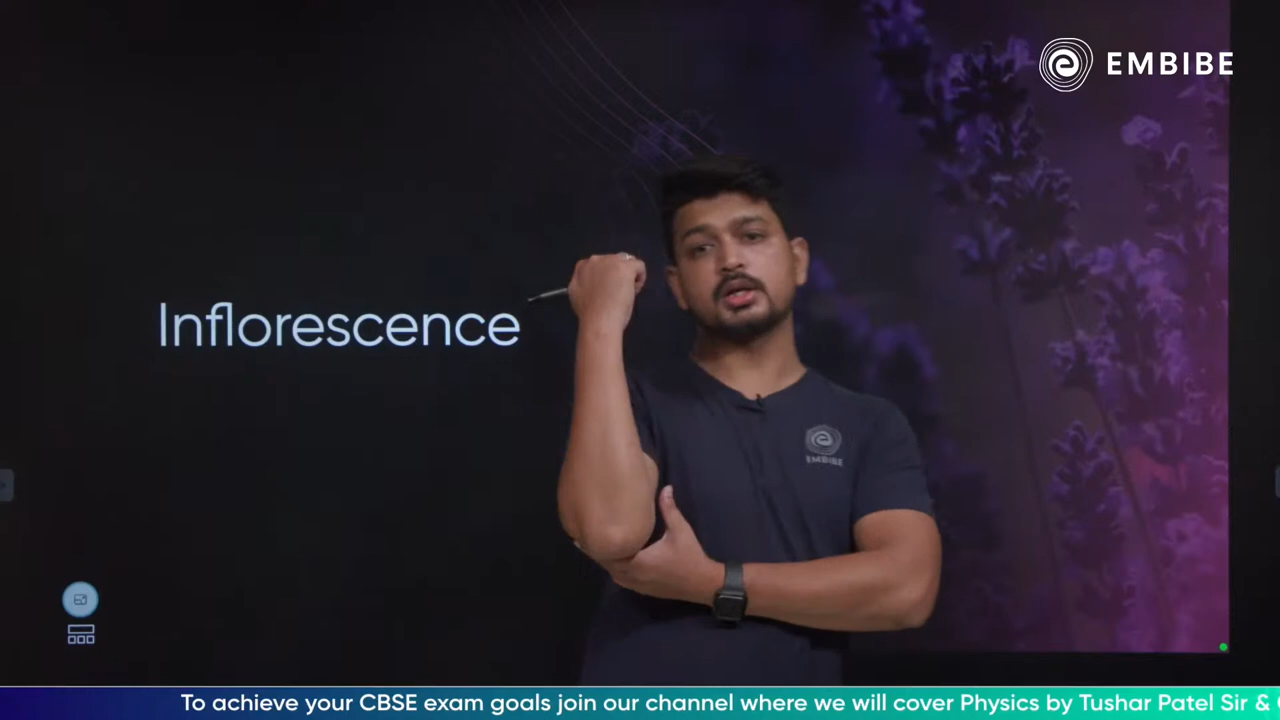 EMBIBE
Inflorescence
EMBIBE
To achieve your CBSE exam goals join our channel where we will cover Physics by Tushar Patel Sir &